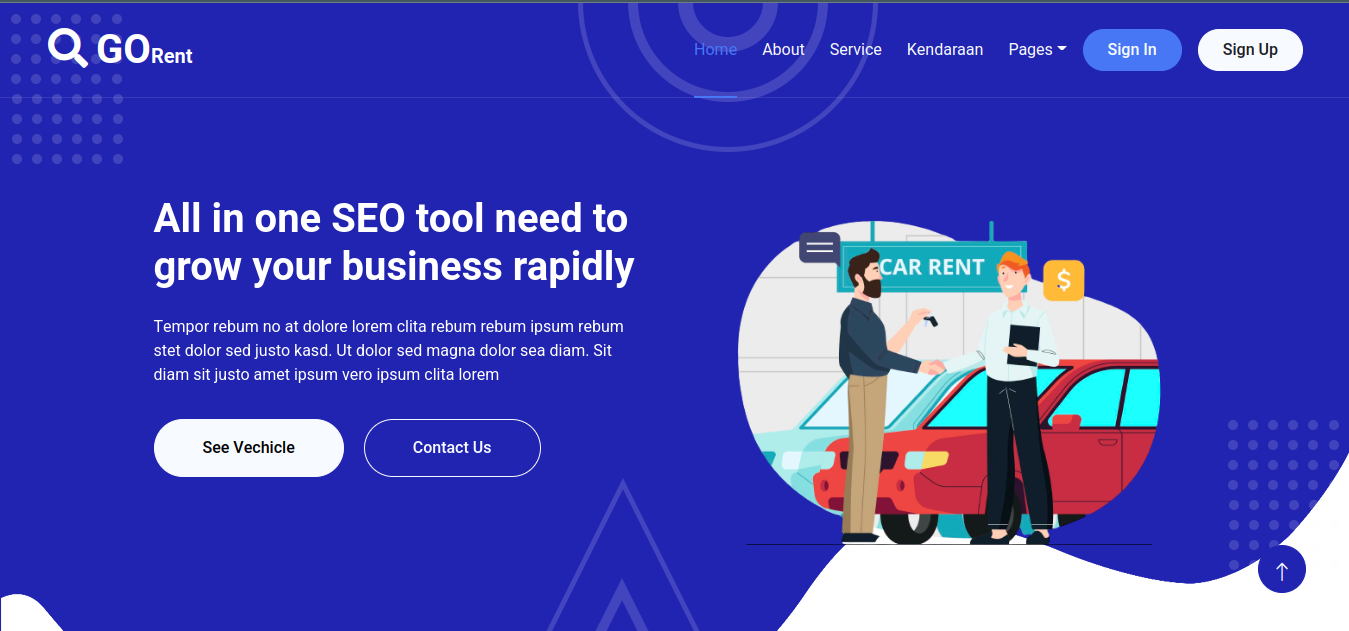 GORent
Home About Service Kendaraan Pages Sign In Sign Up
All in one SEO tool need to
grow your business rapidly
Tempor rebum no at dolore lorem clita rebum rebum ipsum rebum
stet dolor sed justo kasd. Ut dolor sed magna dolor sea diam. Sit
diam sit justo amet ipsum vero ipsum clita lorem
See Vechicle Contact Us
CAR RENT
$